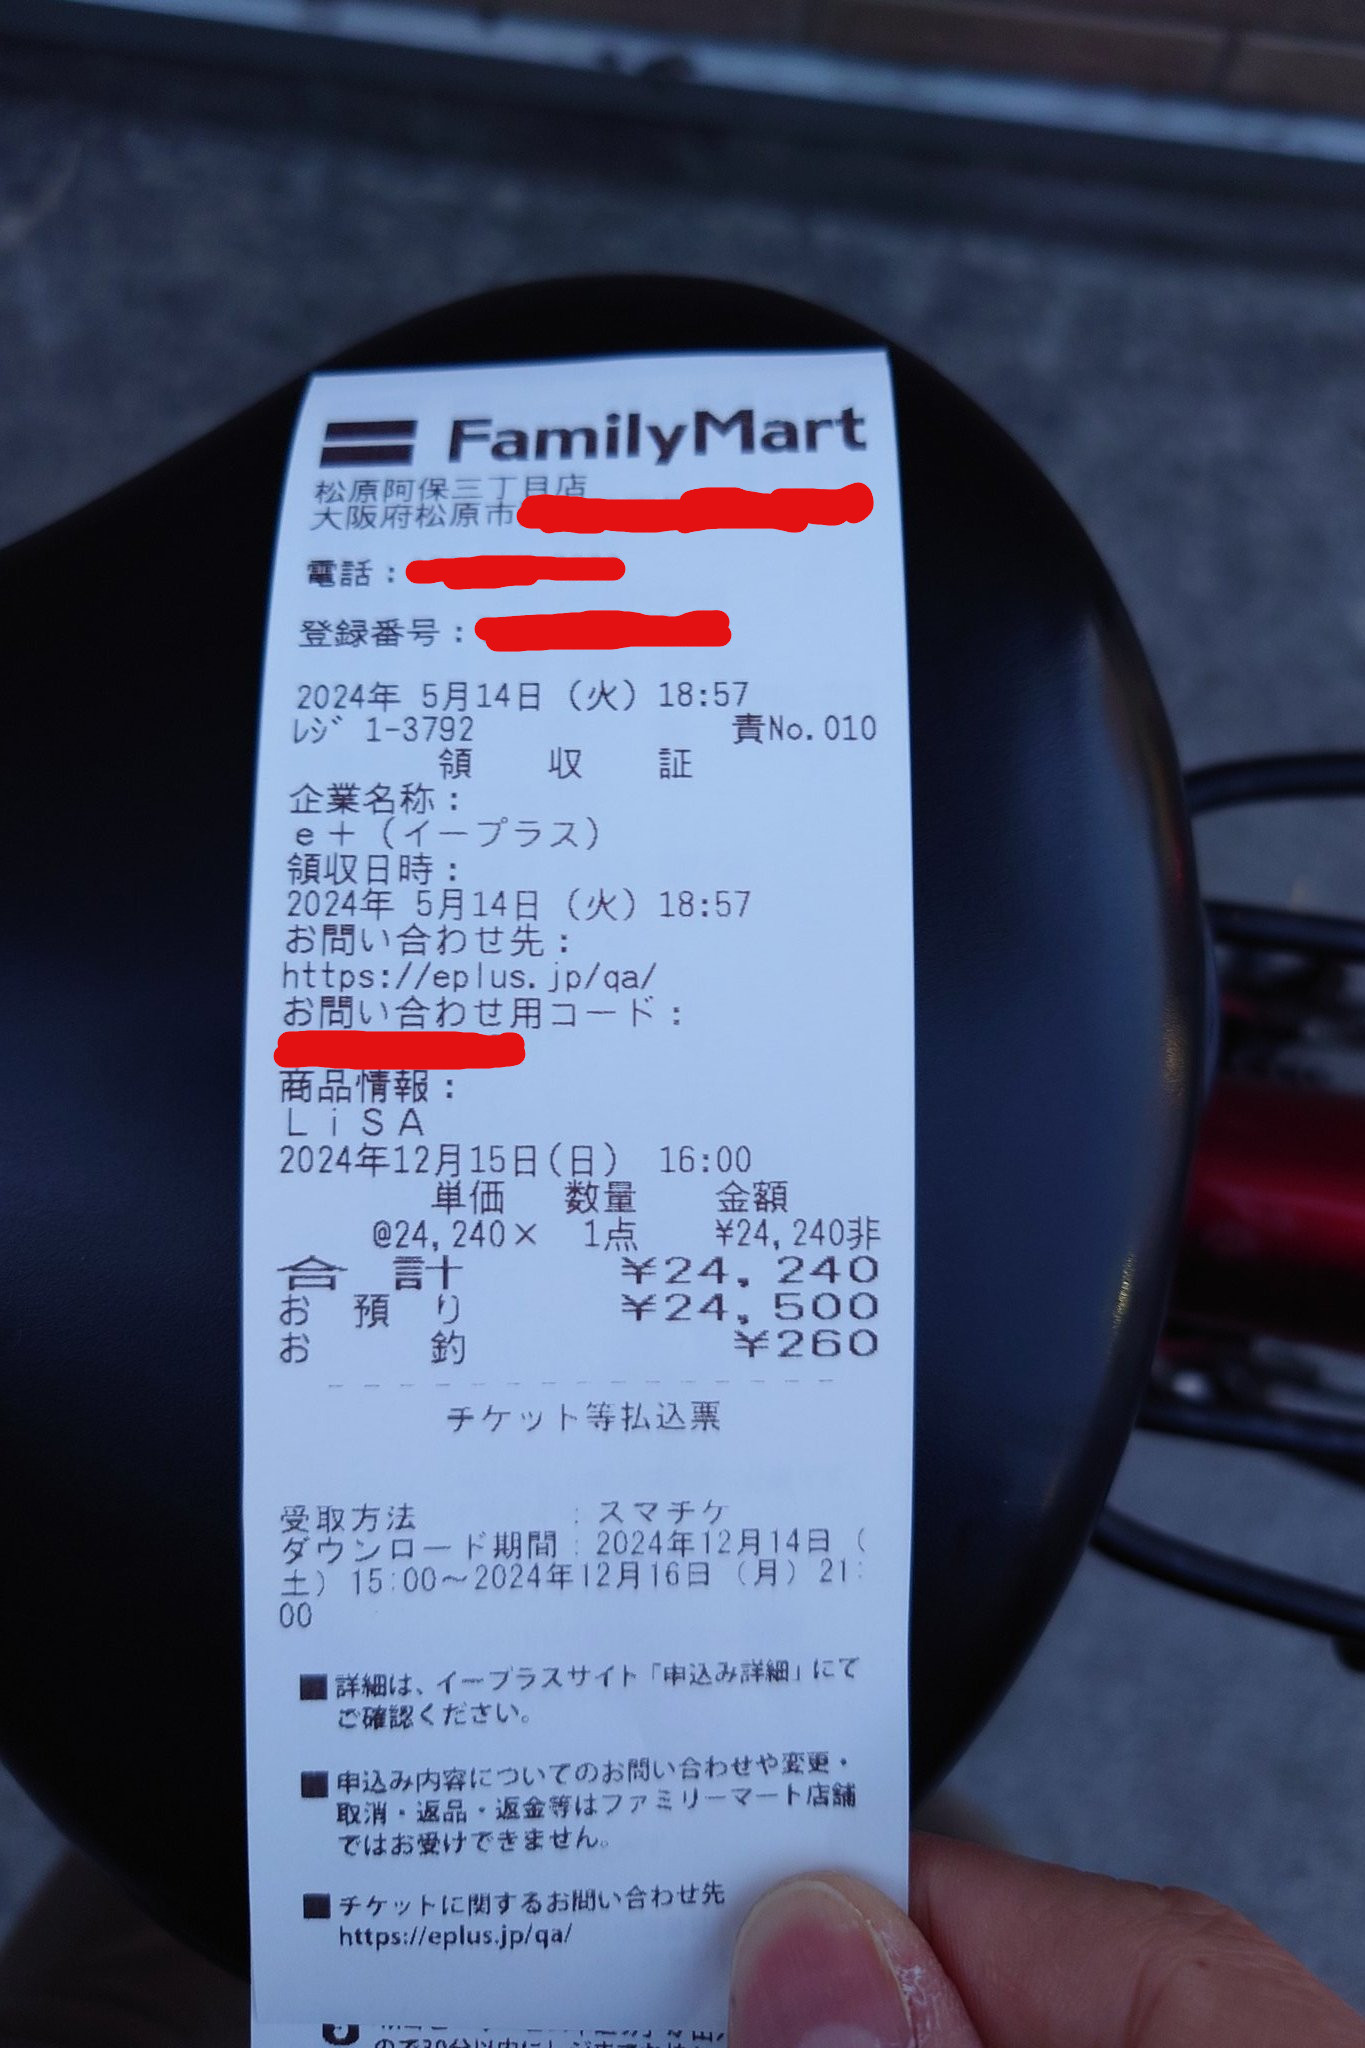 FamilyMart
松原阿保三丁目店
大阪府松原市
電話:
登録番号:
2024年 5月14日(火)18:57
ﾚｼﾞ 1-3792 責No.010
領 収 証
企業名称:
e+(イープラス)
領収日時:
2024年 5月14日(火)18:57
お問い合わせ先:
https://eplus.jp/qa/
お問い合わせ用コード:
商品情報:
LiSA
2024年12月15日(日) 16:00
単価 数量 金額
@24,240× 1点 ¥24,240非
合 計 ¥24,240
お 預 り ¥24,500
お 釣 ¥260
チケット等払込票
受取方法 :スマチケ
ダウンロード期間:2024年12月14日(
土)15:00〜2024年12月16日(月)21:
00
■詳細は、イープラスサイト「申込み詳細」にて
ご確認ください。
■申込み内容についてのお問い合わせや変更・
取消・返品・返金等はファミリーマート店舗
ではお受けできません。
■チケットに関するお問い合わせ先
https://eplus.jp/qa/